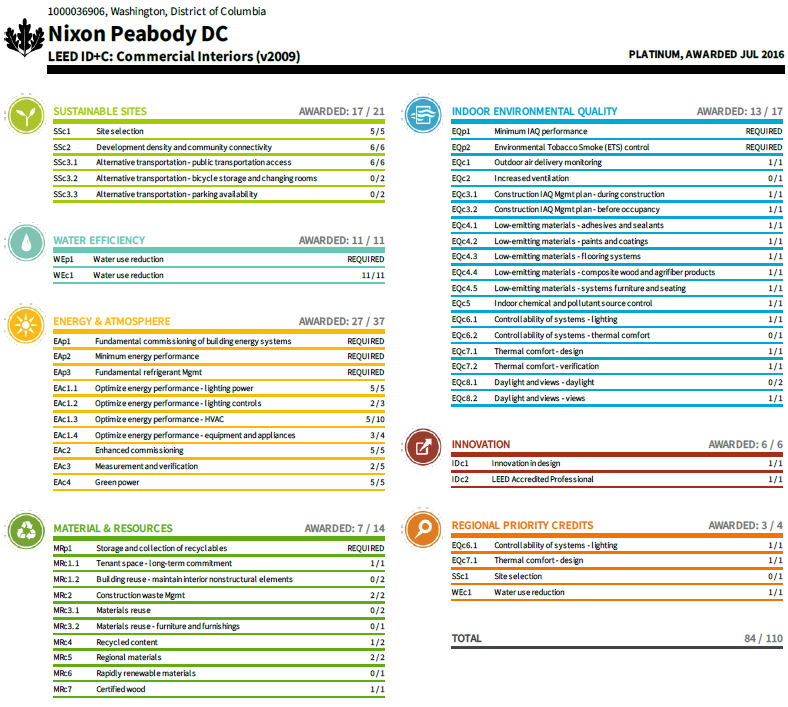 1000036906, Washington, District of Columbia
Nixon Peabody DC
LEED ID+C: Commercial Interiors (v2009)
PLATINUM, AWARDED JUL 2016
SUSTAINABLE SITES AWARDED: 17 / 21
SSc1 Site selection 5 / 5
SSc2 Development density and community connectivity 6 / 6
SSc3.1 Alternative transportation - public transportation access 6 / 6
SSc3.2 Alternative transportation - bicycle storage and changing rooms 0 / 2
SSc3.3 Alternative transportation - parking availability 0 / 2
WATER EFFICIENCY AWARDED: 11 / 11
WEp1 Water use reduction REQUIRED
WEc1 Water use reduction 11 / 11
ENERGY & ATMOSPHERE AWARDED: 27 / 37
EAp1 Fundamental commissioning of building energy systems REQUIRED
EAp2 Minimum energy performance REQUIRED
EAp3 Fundamental refrigerant Mgmt REQUIRED
EAc1.1 Optimize energy performance - lighting power 5 / 5
EAc1.2 Optimize energy performance - lighting controls 2 / 3
EAc1.3 Optimize energy performance - HVAC 5 / 10
EAc1.4 Optimize energy performance - equipment and appliances 3 / 4
EAc2 Enhanced commissioning 5 / 5
EAc3 Measurement and verification 2 / 5
EAc4 Green power 5 / 5
MATERIAL & RESOURCES AWARDED: 7 / 14
MRp1 Storage and collection of recyclables REQUIRED
MRc1.1 Tenant space - long-term commitment 1 / 1
MRc1.2 Building reuse - maintain interior nonstructural elements 0 / 2
MRc2 Construction waste Mgmt 2 / 2
MRc3.1 Materials reuse 0 / 2
MRc3.2 Materials reuse - furniture and furnishings 0 / 1
MRc4 Recycled content 1 / 2
MRc5 Regional materials 2 / 2
MRc6 Rapidly renewable materials 0 / 1
MRc7 Certified wood 1 / 1
INDOOR ENVIRONMENTAL QUALITY AWARDED: 13 / 17
EQp1 Minimum IAQ performance REQUIRED
EQp2 Environmental Tobacco Smoke (ETS) control REQUIRED
EQc1 Outdoor air delivery monitoring 1 / 1
EQc2 Increased ventilation 0 / 1
EQc3.1 Construction IAQ Mgmt plan - during construction 1 / 1
EQc3.2 Construction IAQ Mgmt plan - before occupancy 1 / 1
EQc4.1 Low-emitting materials - adhesives and sealants 1 / 1
EQc4.2 Low-emitting materials - paints and coatings 1 / 1
EQc4.3 Low-emitting materials - flooring systems 1 / 1
EQc4.4 Low-emitting materials - composite wood and agrifiber products 1 / 1
EQc4.5 Low-emitting materials - systems furniture and seating 1 / 1
EQc5 Indoor chemical and pollutant source control 1 / 1
EQc6.1 Controllability of systems - lighting 1 / 1
EQc6.2 Controllability of systems - thermal comfort 0 / 1
EQc7.1 Thermal comfort - design 1 / 1
EQc7.2 Thermal comfort - verification 1 / 1
EQc8.1 Daylight and views - daylight 0 / 2
EQc8.2 Daylight and views - views 1 / 1
INNOVATION AWARDED: 6 / 6
IDc1 Innovation in design 1 / 1
IDc2 LEED Accredited Professional 1 / 1
REGIONAL PRIORITY CREDITS AWARDED: 3 / 4
EQc6.1 Controllability of systems - lighting 1 / 1
EQc7.1 Thermal comfort - design 1 / 1
SSc1 Site selection 0 / 1
WEc1 Water use reduction 1 / 1
TOTAL 84 / 110